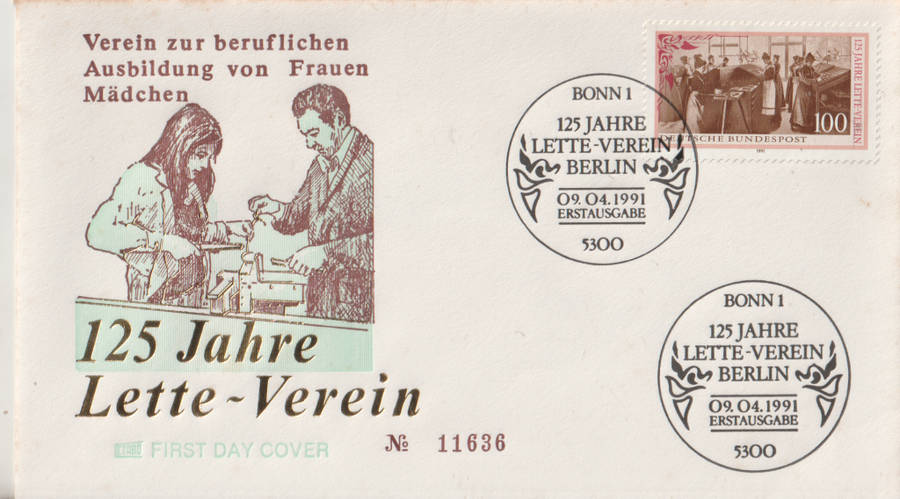 Verein zur beruflichen
Ausbildung von Frauen
Mädchen
125 Jahre
Lette-Verein
FIRST DAY COVER
№ 11636
BONN 1
125 JAHRE
LETTE-VEREIN
BERLIN
09.04.1991
ERSTAUSGABE
5300
125 JAHRE LETTE-VEREIN
100
DEUTSCHE BUNDESPOST
1991
BONN 1
125 JAHRE
LETTE-VEREIN
BERLIN
09.04.1991
ERSTAUSGABE
5300